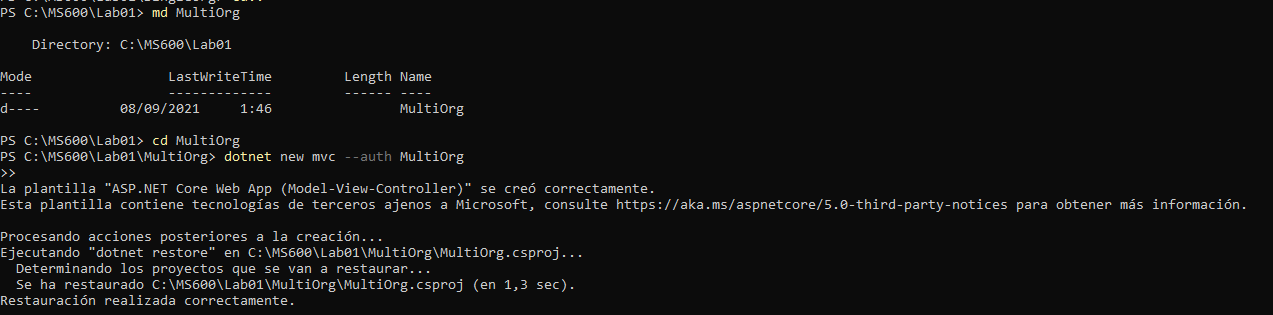 PS C:\MS600\Lab01> md MultiOrg
Directory: C:\MS600\Lab01
Mode LastWriteTime Length Name
---- ------------- ------ ----
d---- 08/09/2021 1:46 MultiOrg
PS C:\MS600\Lab01> cd MultiOrg
PS C:\MS600\Lab01\MultiOrg> dotnet new mvc --auth MultiOrg
>>
La plantilla "ASP.NET Core Web App (Model-View-Controller)" se creó correctamente.
Esta plantilla contiene tecnologías de terceros ajenos a Microsoft, consulte https://aka.ms/aspnetcore/5.0-third-party-notices para obtener más información.
Procesando acciones posteriores a la creación...
Ejecutando "dotnet restore" en C:\MS600\Lab01\MultiOrg\MultiOrg.csproj...
Determinando los proyectos que se van a restaurar...
Se ha restaurado C:\MS600\Lab01\MultiOrg\MultiOrg.csproj (en 1,3 sec).
Restauración realizada correctamente.